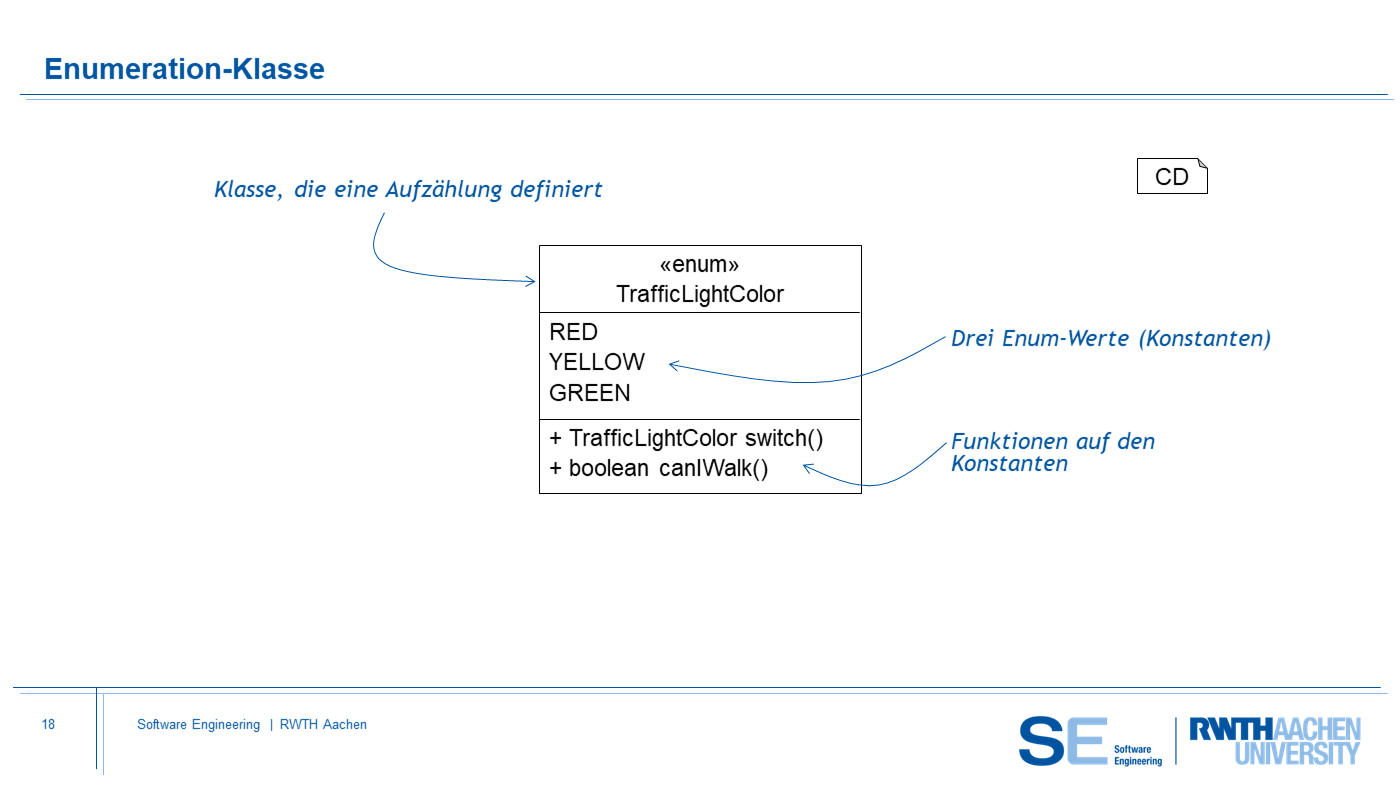 Enumeration-Klasse
Klasse, die eine Aufzählung definiert
CD
«enum»
TrafficLightColor
RED
YELLOW
GREEN
Drei Enum-Werte (Konstanten)
+ TrafficLightColor switch()
+ boolean canIWalk()
Funktionen auf den
Konstanten
18
Software Engineering | RWTH Aachen
SE Software
Engineering
RWTHAACHEN
UNIVERSITY